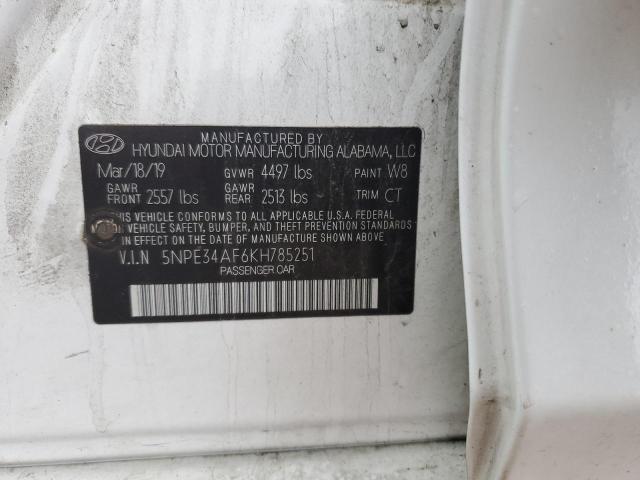 MANUFACTURED BY
HYUNDAI MOTOR MANUFACTURING ALABAMA, LLC
Mar/18/19 GVWR 4497 lbs PAINT W8
GAWR FRONT 2557 lbs GAWR REAR 2513 lbs TRIM CT
THIS VEHICLE CONFORMS TO ALL APPLICABLE U.S.A. FEDERAL
VEHICLE SAFETY, BUMPER, AND THEFT PREVENTION STANDARDS
IN EFFECT ON THE DATE OF MANUFACTURE SHOWN ABOVE.
V.I.N 5NPE34AF6KH785251
PASSENGER CAR